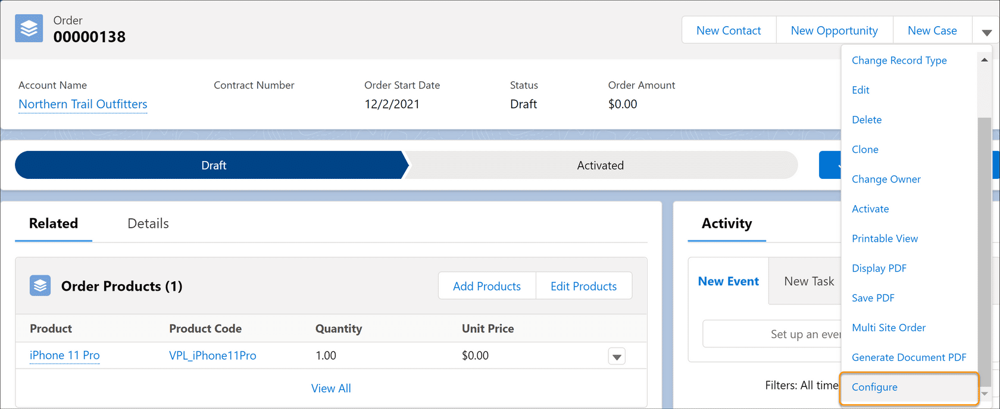 Order
00000138
New Contact
New Opportunity
New Case
Account Name
Contract Number
Order Start Date
Status
Order Amount
Northern Trail Outfitters
12/2/2021
Draft
$0.00
Draft
Activated
Related
Details
Order Products (1)
Add Products
Edit Products
Product
Product Code
Quantity
Unit Price
iPhone 11 Pro
VPL_iPhone11Pro
1.00
$0.00
View All
Activity
New Event
New Task
Set up an ever
Filters: All time
Change Record Type
Edit
Delete
Clone
Change Owner
Activate
Printable View
Display PDF
Save PDF
Multi Site Order
Generate Document PDF
Configure